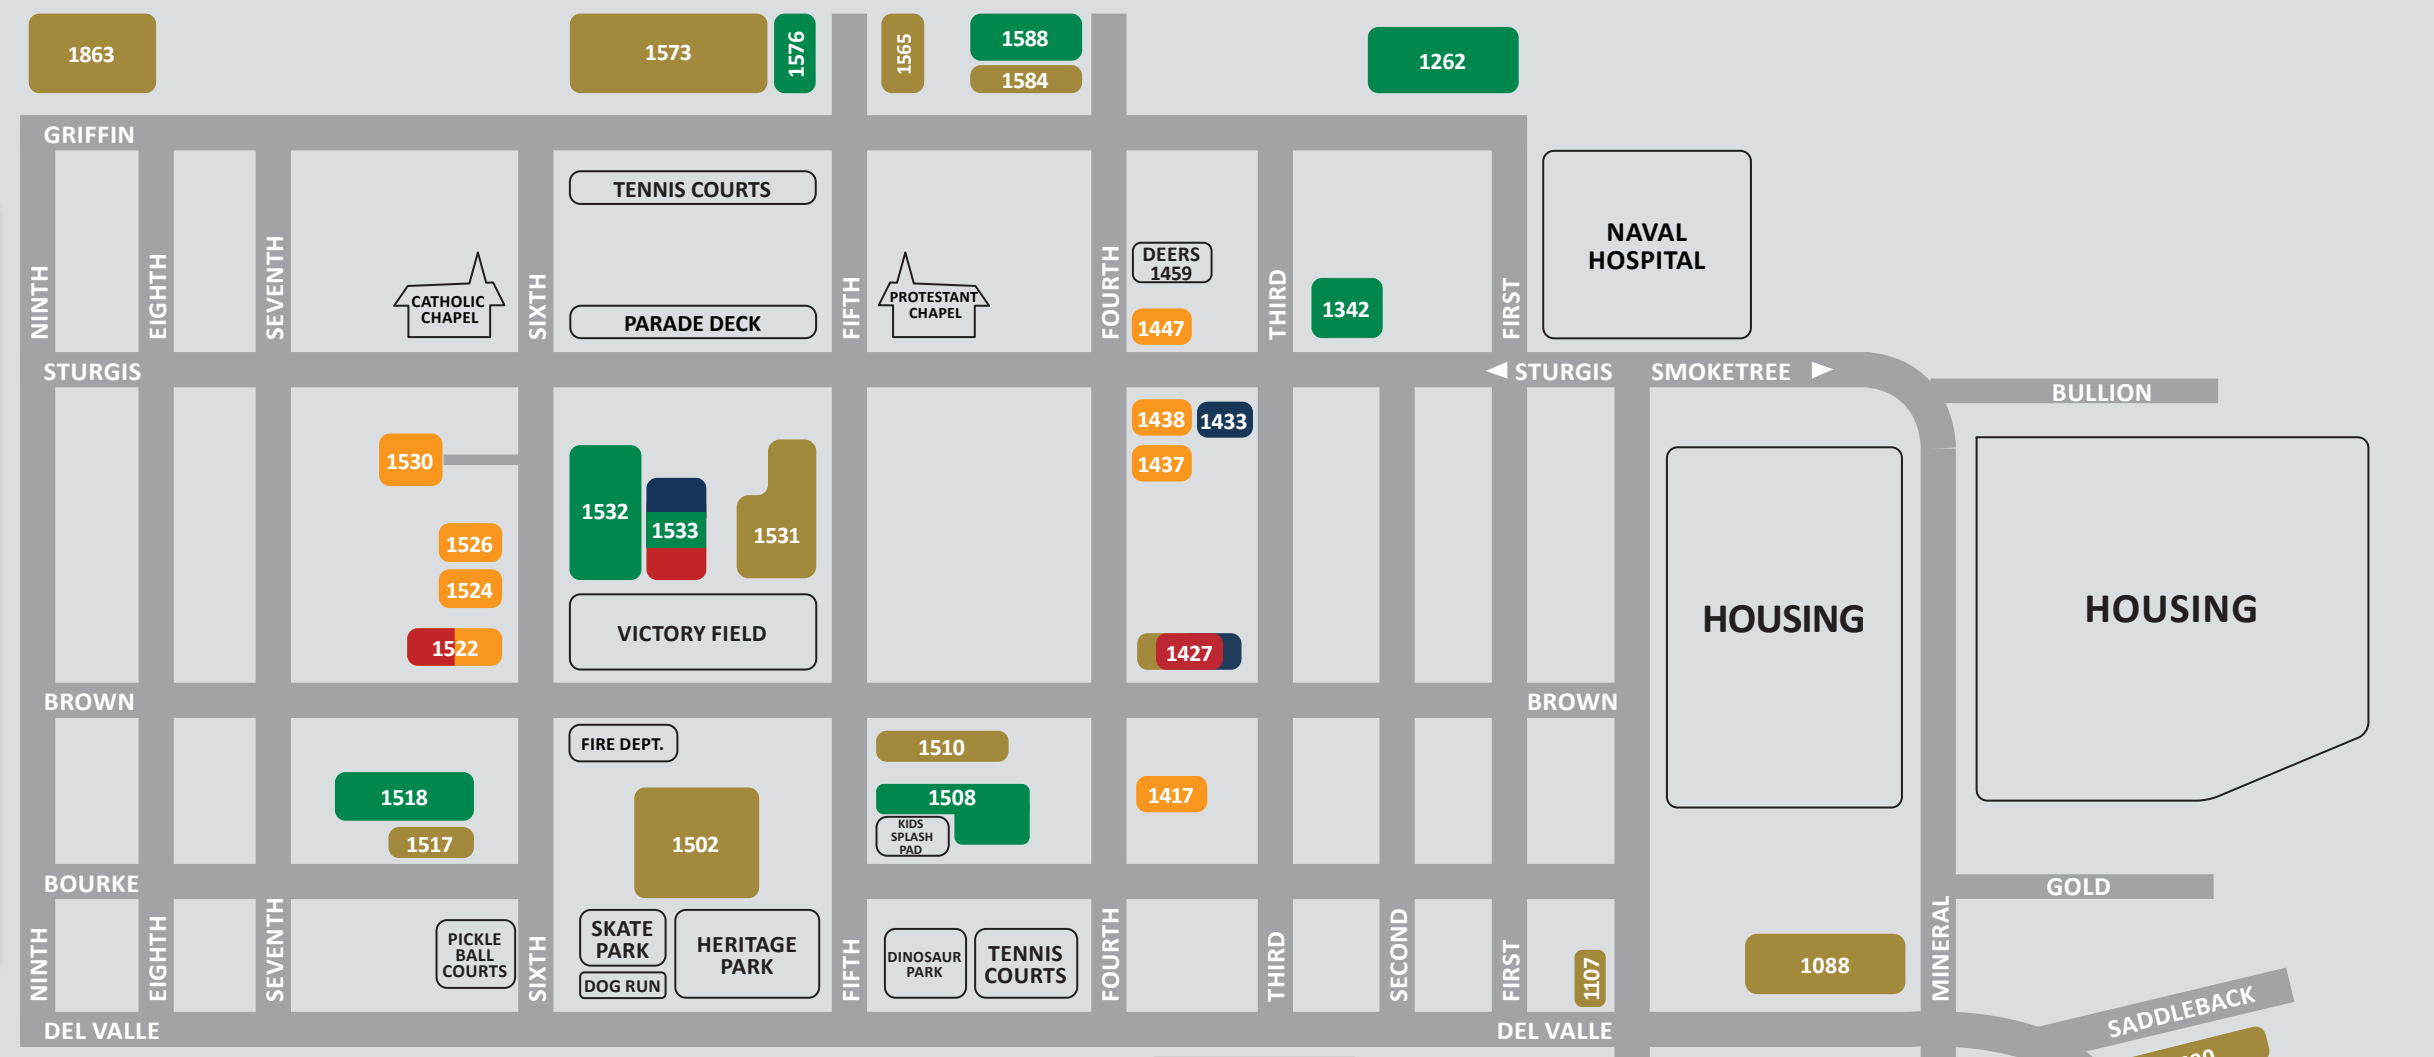 1863
1573
1576
1565
1588
1584
1262
GRIFFIN
TENNIS COURTS
NAVAL
HOSPITAL
DEERS
1459
NINTH
EIGHTH
SEVENTH
CATHOLIC
CHAPEL
SIXTH
PARADE DECK
FIFTH
PROTESTANT
CHAPEL
FOURTH
1447
THIRD
1342
FIRST
STURGIS
STURGIS
SMOKETREE
BULLION
1438
1433
1437
1530
1532
1533
1531
1526
1524
1522
VICTORY FIELD
1427
HOUSING
HOUSING
BROWN
BROWN
FIRE DEPT.
1510
1518
1508
1417
1517
1502
KIDS
SPLASH
PAD
BOURKE
GOLD
NINTH
EIGHTH
SEVENTH
PICKLE
BALL
COURTS
SIXTH
SKATE
PARK
DOG RUN
HERITAGE
PARK
FIFTH
DINOSAUR
PARK
TENNIS
COURTS
FOURTH
THIRD
SECOND
FIRST
1107
1088
MINERAL
DEL VALLE
DEL VALLE
SADDLEBACK